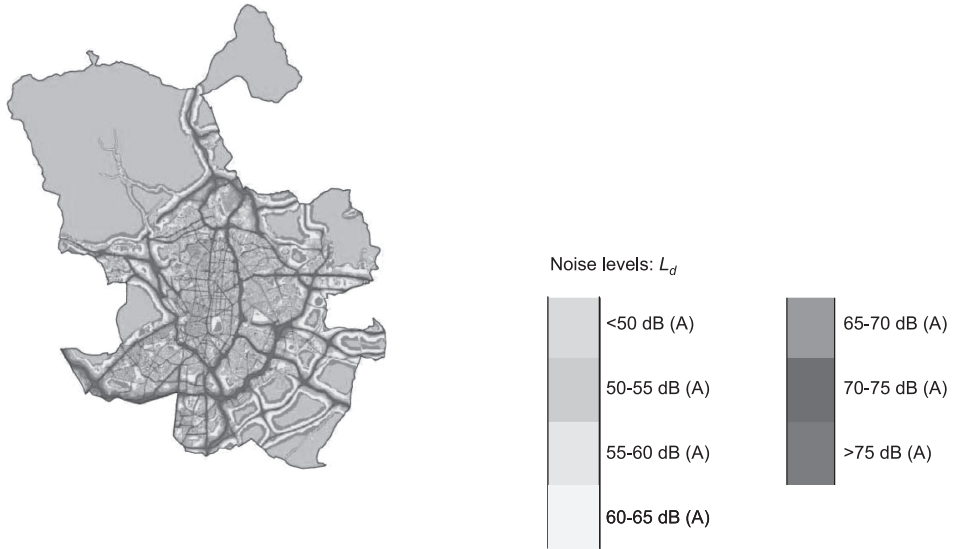 Noise levels: L_d
<50 dB (A)
50-55 dB (A)
55-60 dB (A)
60-65 dB (A)
65-70 dB (A)
70-75 dB (A)
>75 dB (A)